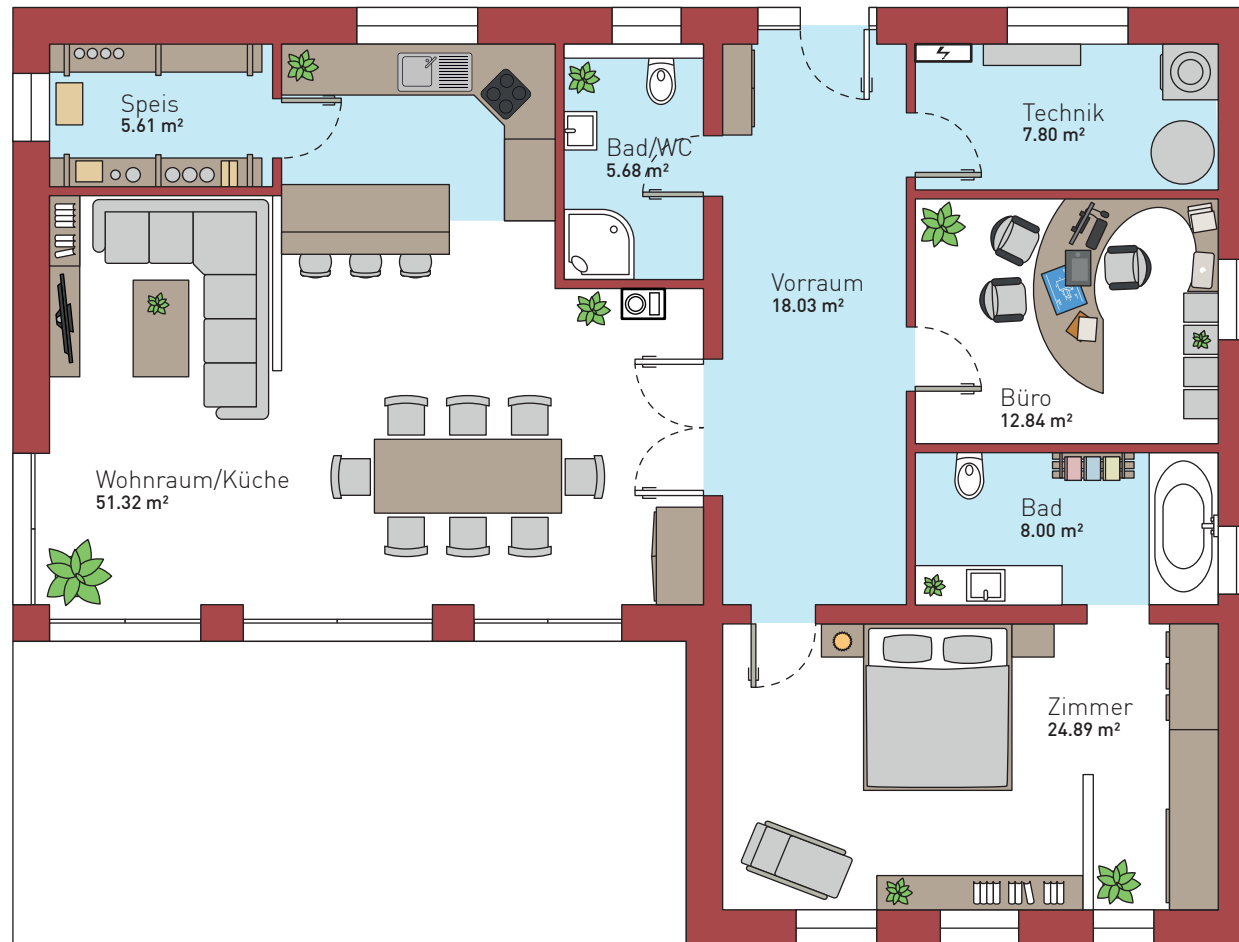 Speis
5.61 m²
Bad/WC
5.68 m²
Technik
7.80 m²
Vorraum
18.03 m²
Büro
12.84 m²
Wohnraum/Küche
51.32 m²
Bad
8.00 m²
Zimmer
24.89 m²